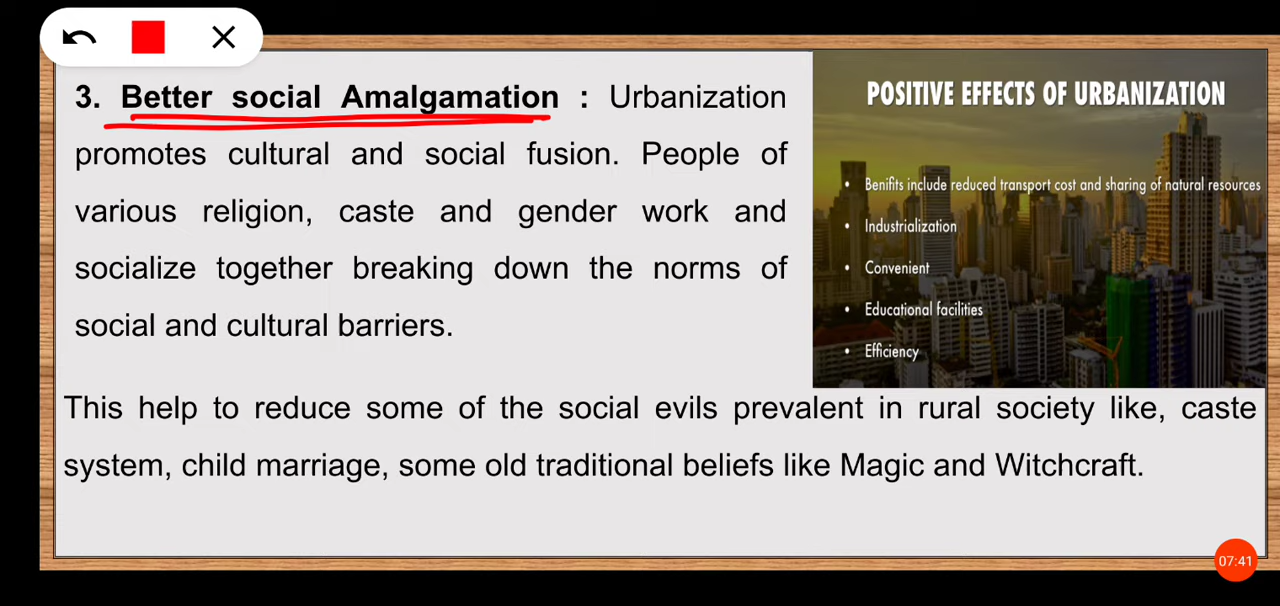 3. Better social Amalgamation : Urbanization
promotes cultural and social fusion. People of
various religion, caste and gender work and
socialize together breaking down the norms of
social and cultural barriers.
This help to reduce some of the social evils prevalent in rural society like, caste
system, child marriage, some old traditional beliefs like Magic and Witchcraft.
POSITIVE EFFECTS OF URBANIZATION
• Benifits include reduced transport cost and sharing of natural resources
• Industrialization
• Convenient
• Educational facilities
• Efficiency
07:41